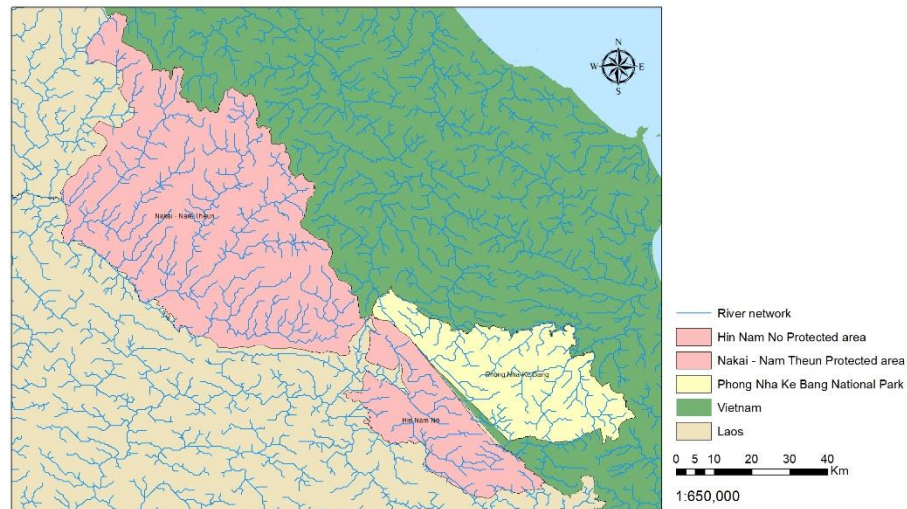 N
W E
S
Nakai - Nam Theun
Phong Nha Ke Bang
Hin Nam No
River network
Hin Nam No Protected area
Nakai - Nam Theun Protected area
Phong Nha Ke Bang National Park
Vietnam
Laos
0 5 10 20 30 40
Km
1:650,000